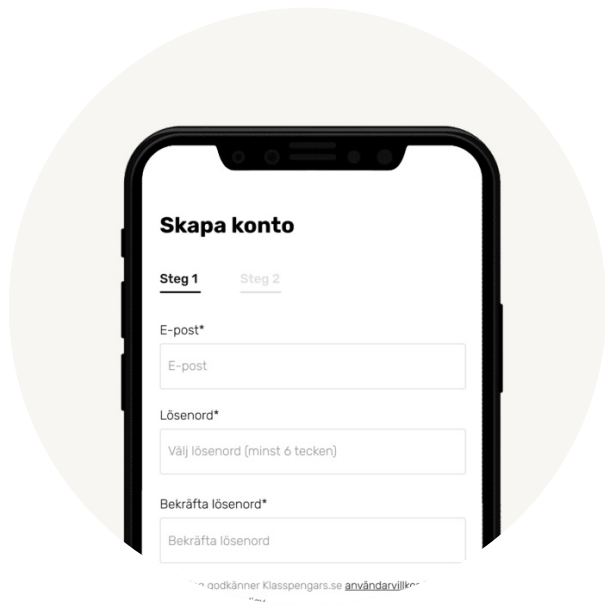 Skapa konto
Steg 1 Steg 2
E-post*
E-post
Lösenord*
Välj lösenord (minst 6 tecken)
Bekräfta lösenord*
Bekräfta lösenord
godkänner Klasspengars.se